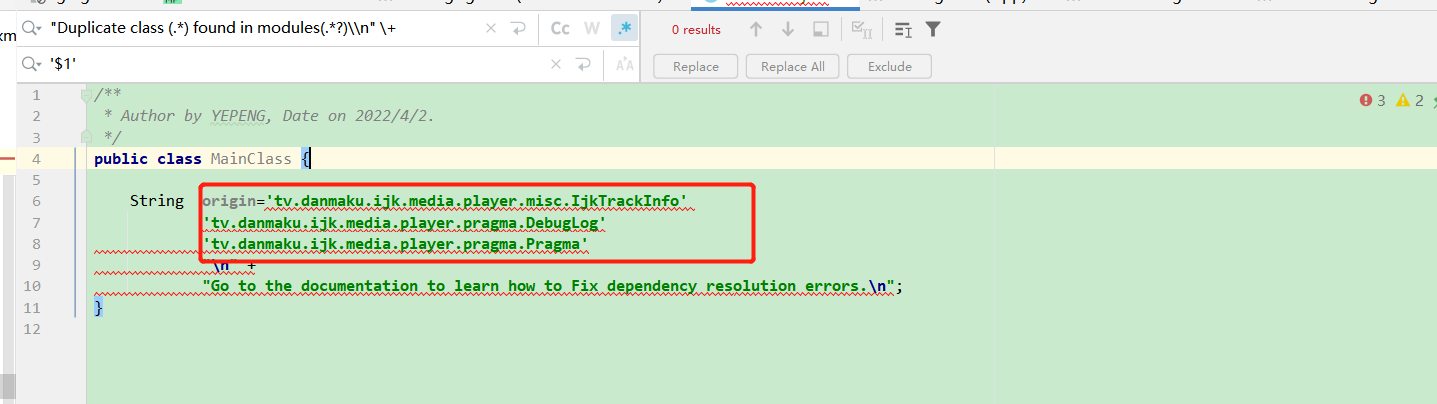 xm
"Duplicate class (.*) found in modules(.*?)\\n" \+
Cc W .* 0 results
'$1'
Replace Replace All Exclude
1 /**
2 * Author by YEPENG, Date on 2022/4/2.
3 */
4 public class MainClass {
5
6 String origin='tv.danmaku.ijk.media.player.misc.IjkTrackInfo'
7 'tv.danmaku.ijk.media.player.pragma.DebugLog'
8 'tv.danmaku.ijk.media.player.pragma.Pragma'
9 "\n" +
10 "Go to the documentation to learn how to Fix dependency resolution errors.\n";
11 }
12
3 2